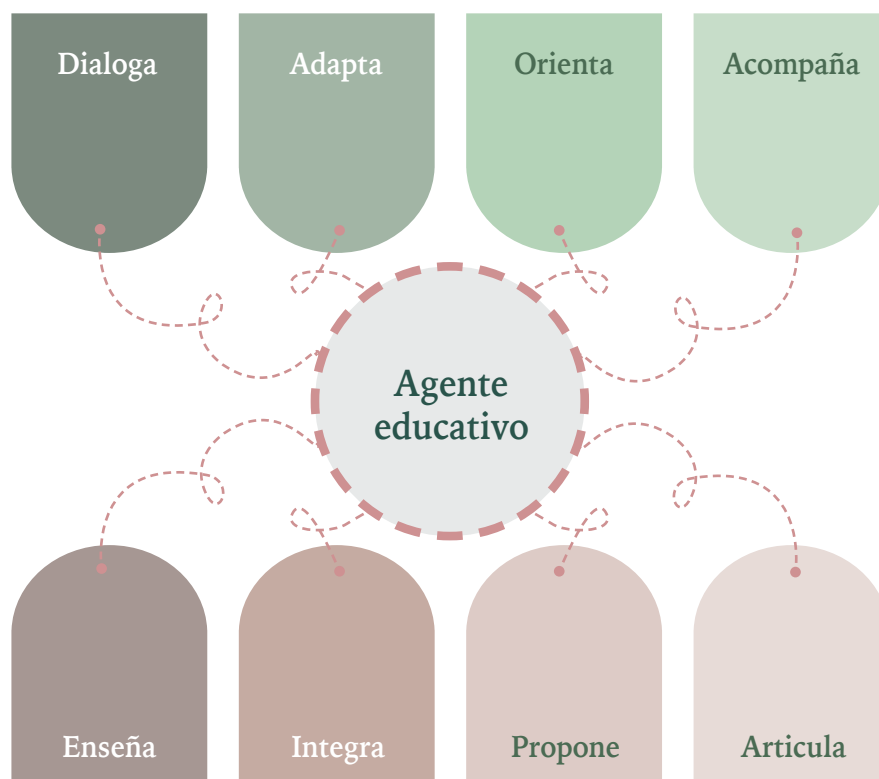 Dialoga
Adapta
Orienta
Acompaña
Agente
educativo
Enseña
Integra
Propone
Articula